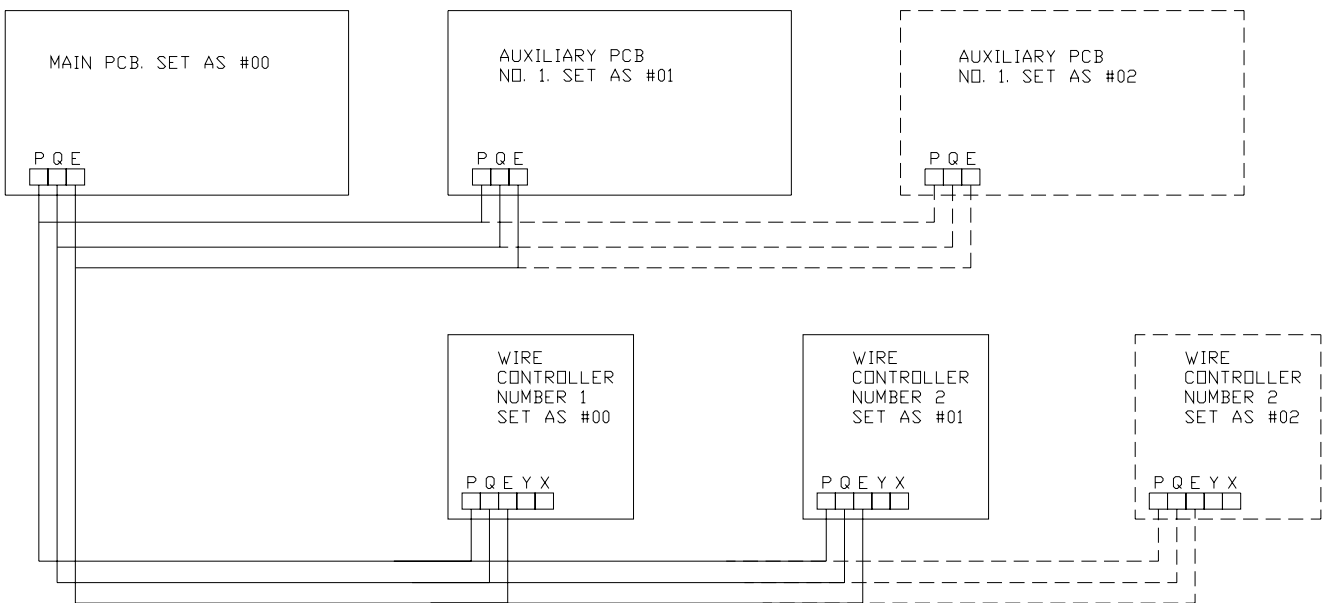 MAIN PCB. SET AS #00
AUXILIARY PCB
NO. 1. SET AS #01
AUXILIARY PCB
NO. 1. SET AS #02
P Q E
P Q E
P Q E
WIRE
CONTROLLER
NUMBER 1
SET AS #00
WIRE
CONTROLLER
NUMBER 2
SET AS #01
WIRE
CONTROLLER
NUMBER 2
SET AS #02
P Q E Y X
P Q E Y X
P Q E Y X